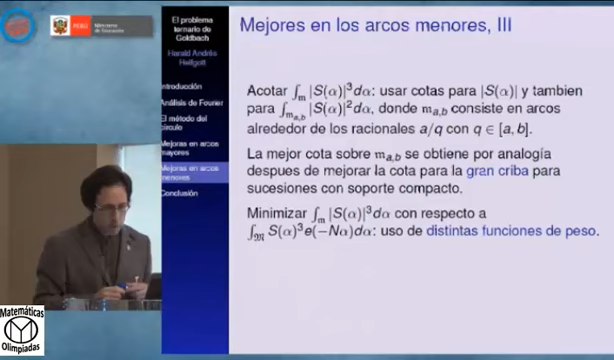 PERÚ
Ministerio
de Educación
El problema
ternario de
Goldbach
Harald Andrés
Helfgott
Introducción
Análisis de Fourier
El método del
círculo
Mejoras en arcos
mayores
Mejoras en arcos
menores
Conclusión
Mejores en los arcos menores, III
Acotar ∫𝔪 |S(α)|³dα: usar cotas para |S(α)| y tambien
para ∫𝔪a,b |S(α)|²dα, donde 𝔪a,b consiste en arcos
alrededor de los racionales a/q con q ∈ [a, b].
La mejor cota sobre 𝔪a,b se obtiene por analogía
despues de mejorar la cota para la gran criba para
sucesiones con soporte compacto.
Minimizar ∫𝔪 |S(α)|³dα con respecto a
∫𝔐 S(α)³e(−Nα)dα: uso de distintas funciones de peso.
Matemáticas
Olimpiadas